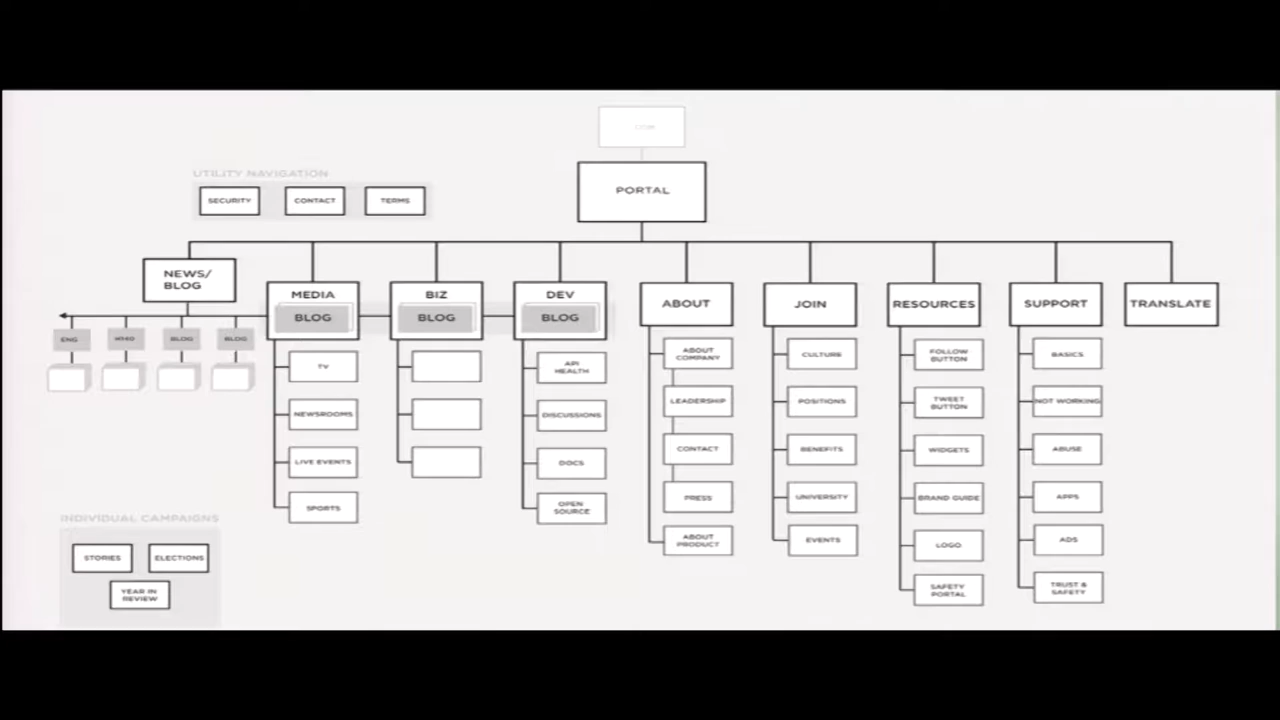 COM
UTILITY NAVIGATION
SECURITY
CONTACT
TERMS
PORTAL
NEWS/
BLOG
MEDIA
BLOG
BIZ
BLOG
DEV
BLOG
ABOUT
JOIN
RESOURCES
SUPPORT
TRANSLATE
ENG
BLOG
BLOG
TV
NEWSROOMS
LIVE EVENTS
SPORTS
API
HEALTH
DISCUSSIONS
DOCS
OPEN
SOURCE
ABOUT
COMPANY
LEADERSHIP
CONTACT
PRESS
ABOUT
PRODUCT
CULTURE
POSITIONS
BENEFITS
UNIVERSITY
EVENTS
FOLLOW
BUTTON
TWEET
BUTTON
WIDGETS
BRAND GUIDE
LOGO
SAFETY
PORTAL
BASICS
NOT WORKING
ABUSE
APPS
ADS
TRUST &
SAFETY
INDIVIDUAL CAMPAIGNS
STORIES
ELECTIONS
YEAR IN
REVIEW